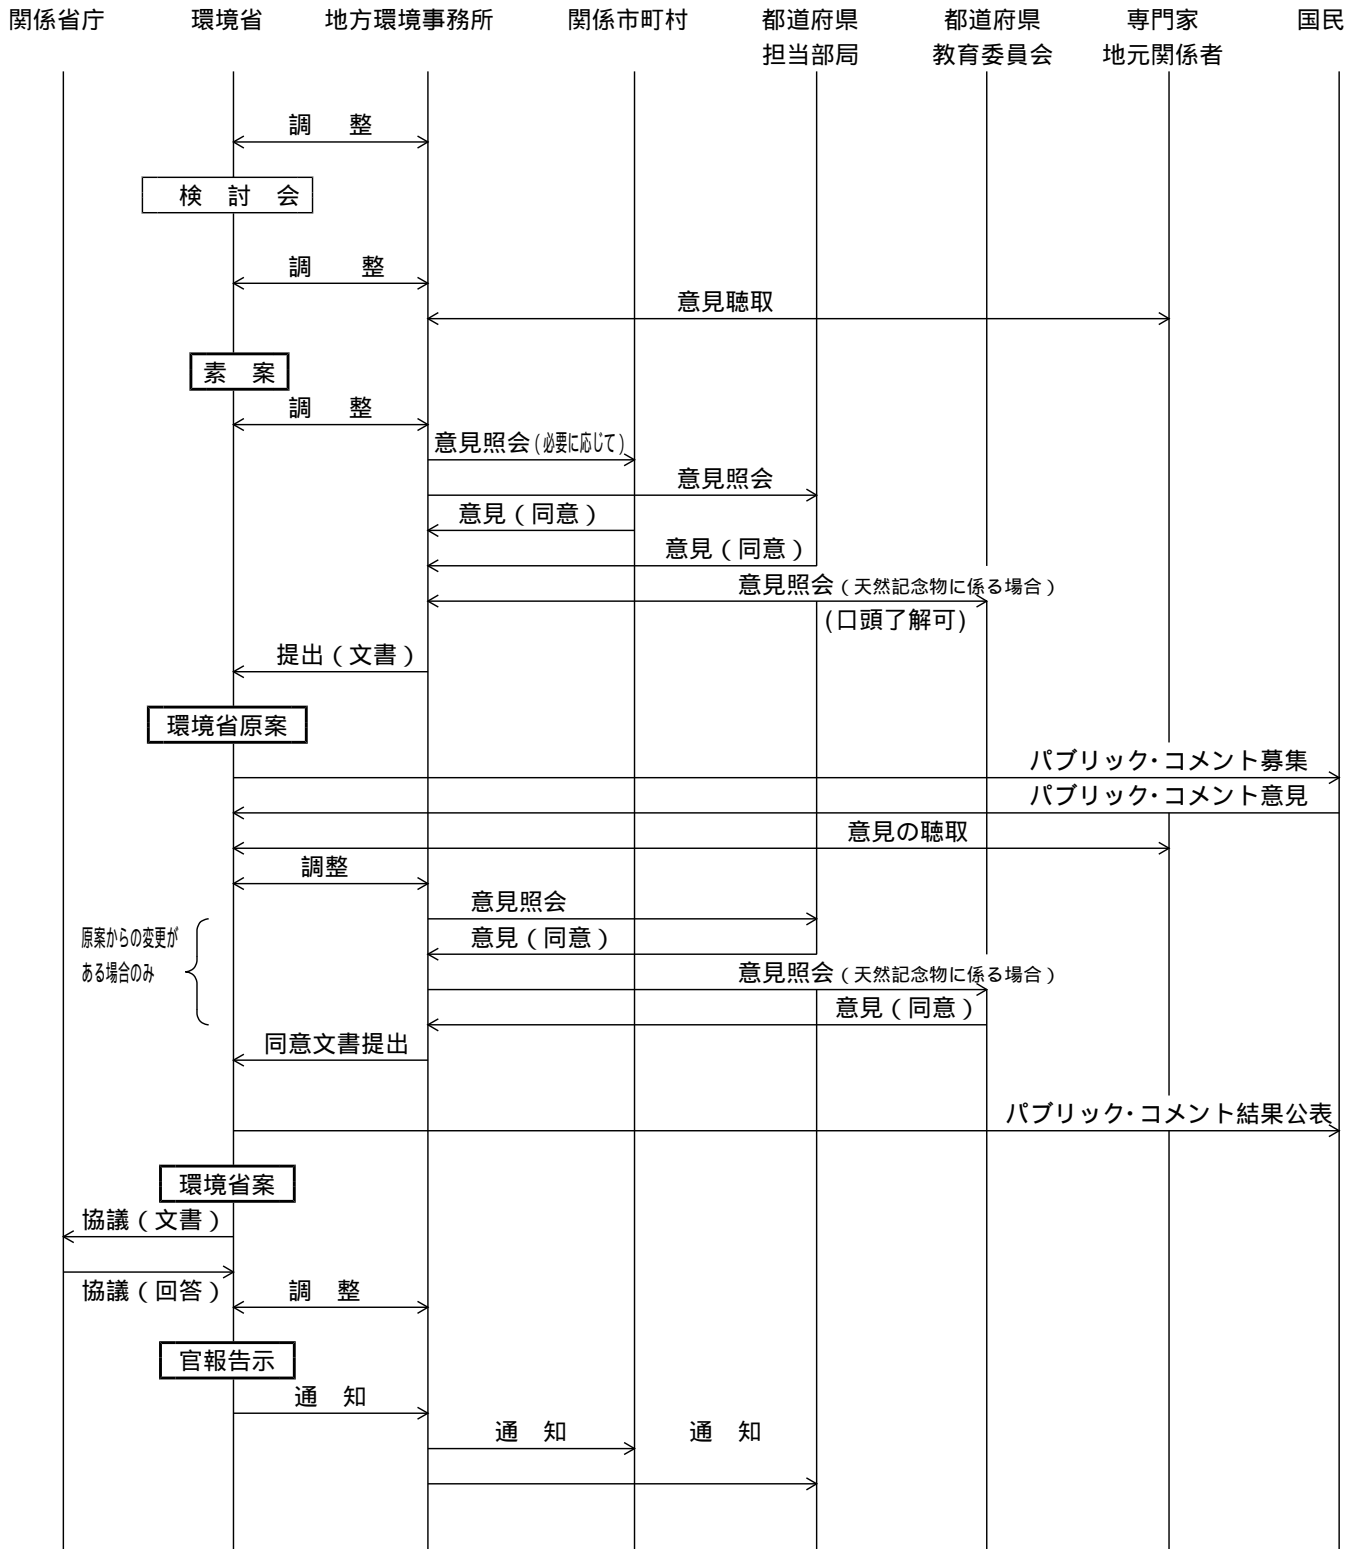 関係省庁 環境省 地方環境事務所 関係市町村 都道府県 都道府県 専門家 国民
担当部局 教育委員会 地元関係者
調 整
検 討 会
調 整
意見聴取
素 案
調 整
意見照会(必要に応じて)
意見照会
意見(同意)
意見(同意)
意見照会(天然記念物に係る場合)
(口頭了解可)
提出(文書)
環境省原案
パブリック・コメント募集
パブリック・コメント意見
意見の聴取
調整
意見照会
原案からの変更が 意見(同意)
ある場合のみ 意見照会(天然記念物に係る場合)
意見(同意)
同意文書提出
パブリック・コメント結果公表
環境省案
協議(文書)
協議(回答) 調 整
官報告示
通 知
通 知 通 知